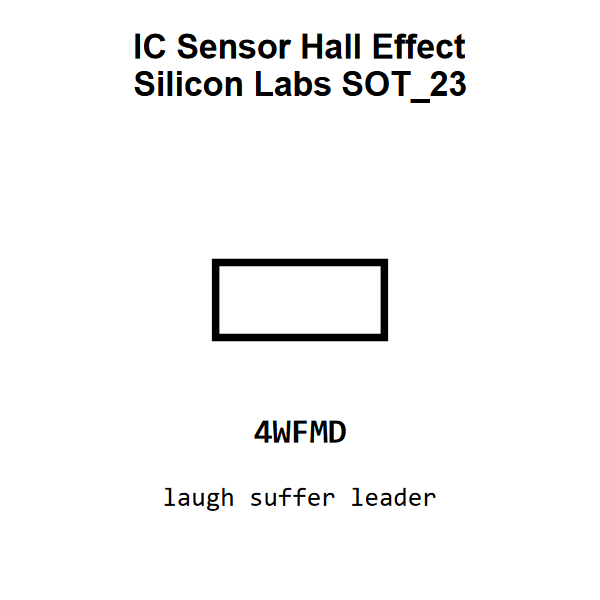 IC Sensor Hall Effect
Silicon Labs SOT_23
4WFMD
laugh suffer leader